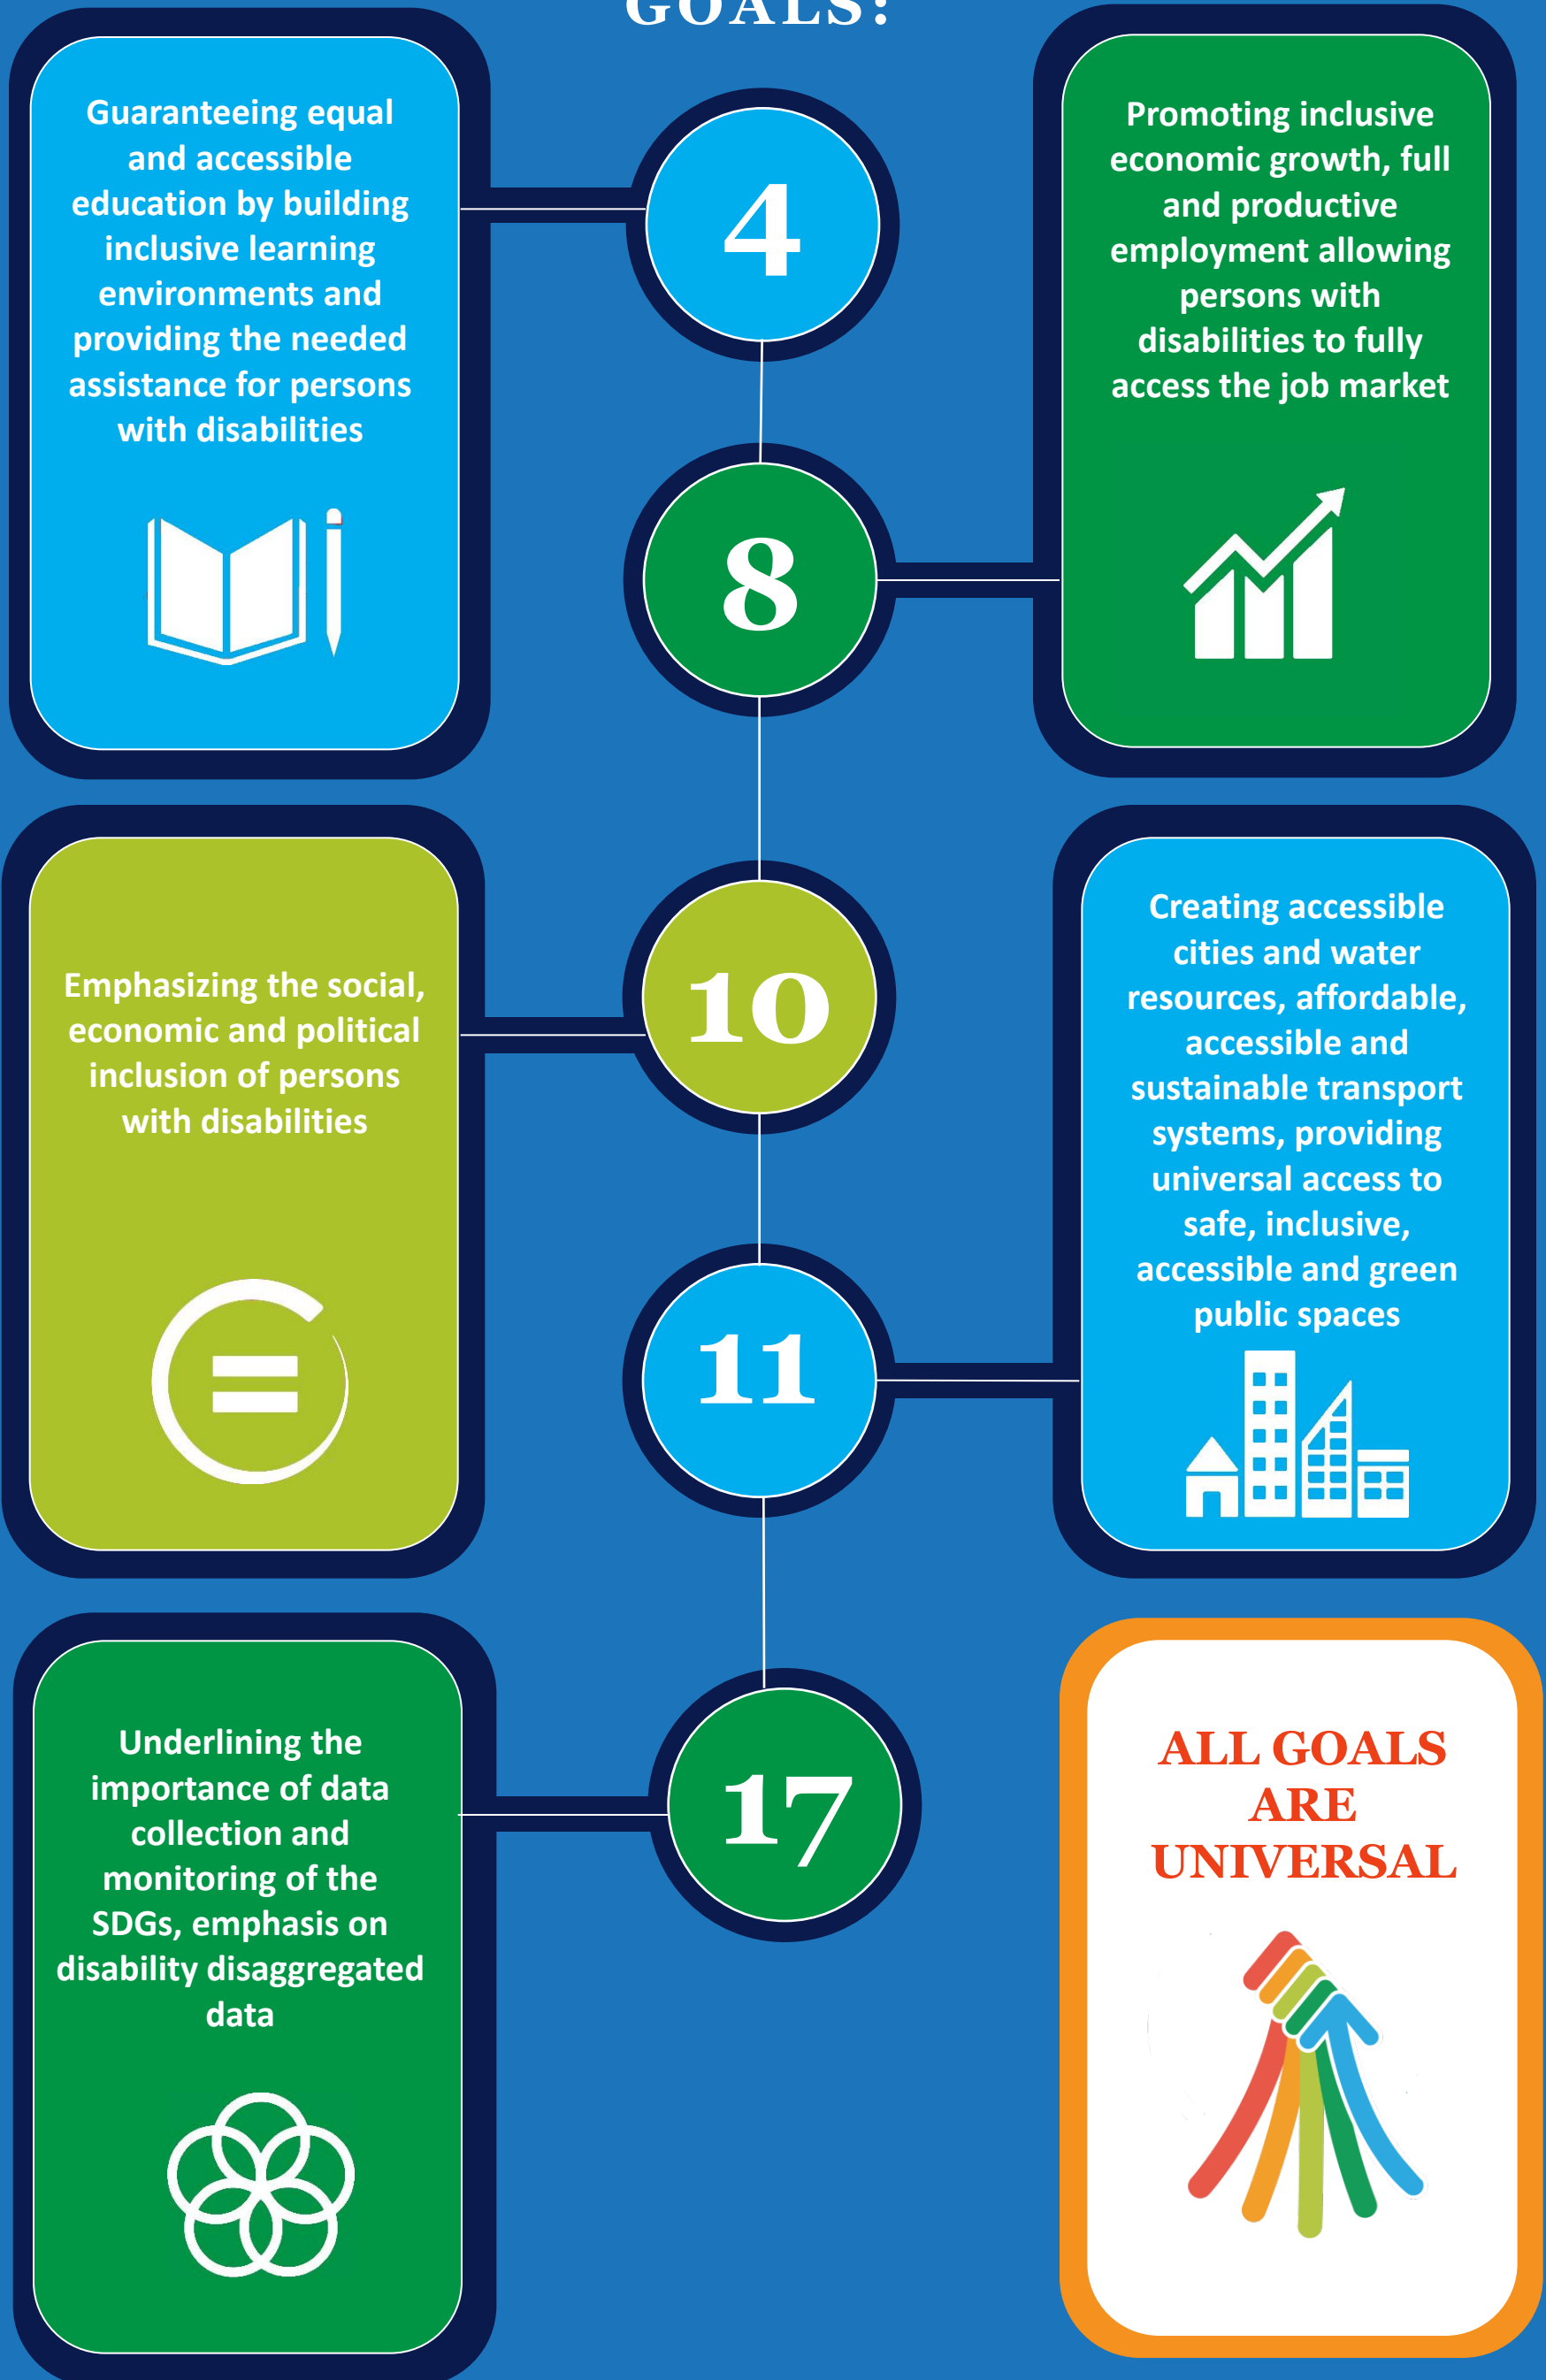 GOALS:
Guaranteeing equal
and accessible
education by building
inclusive learning
environments and
providing the needed
assistance for persons
with disabilities
4
Promoting inclusive
economic growth, full
and productive
employment allowing
persons with
disabilities to fully
access the job market
8
Emphasizing the social,
economic and political
inclusion of persons
with disabilities
10
Creating accessible
cities and water
resources, affordable,
accessible and
sustainable transport
systems, providing
universal access to
safe, inclusive,
accessible and green
public spaces
11
Underlining the
importance of data
collection and
monitoring of the
SDGs, emphasis on
disability disaggregated
data
17
ALL GOALS
ARE
UNIVERSAL